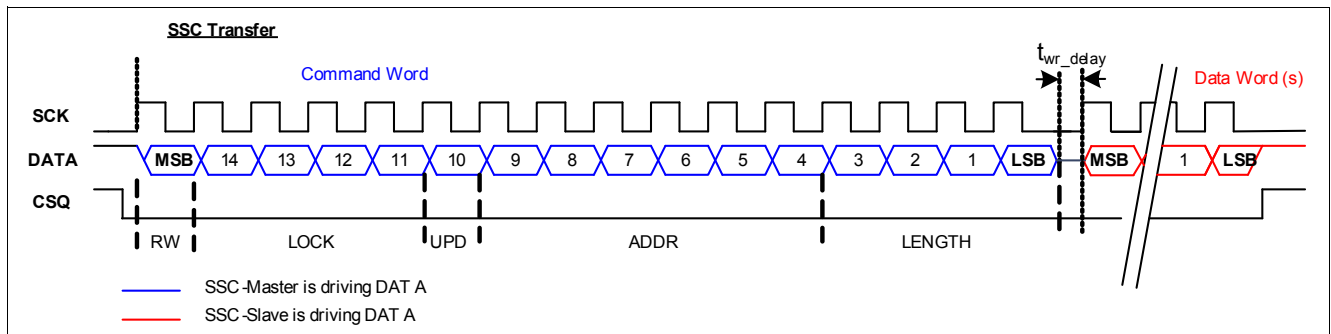 SSC Transfer
t wr_delay
Command Word
Data Word (s)
SCK
DATA MSB 14 13 12 11 10 9 8 7 6 5 4 3 2 1 LSB MSB 1 LSB
CSQ
RW LOCK UPD ADDR LENGTH
SSC-Master is driving DAT A
SSC-Slave is driving DAT A